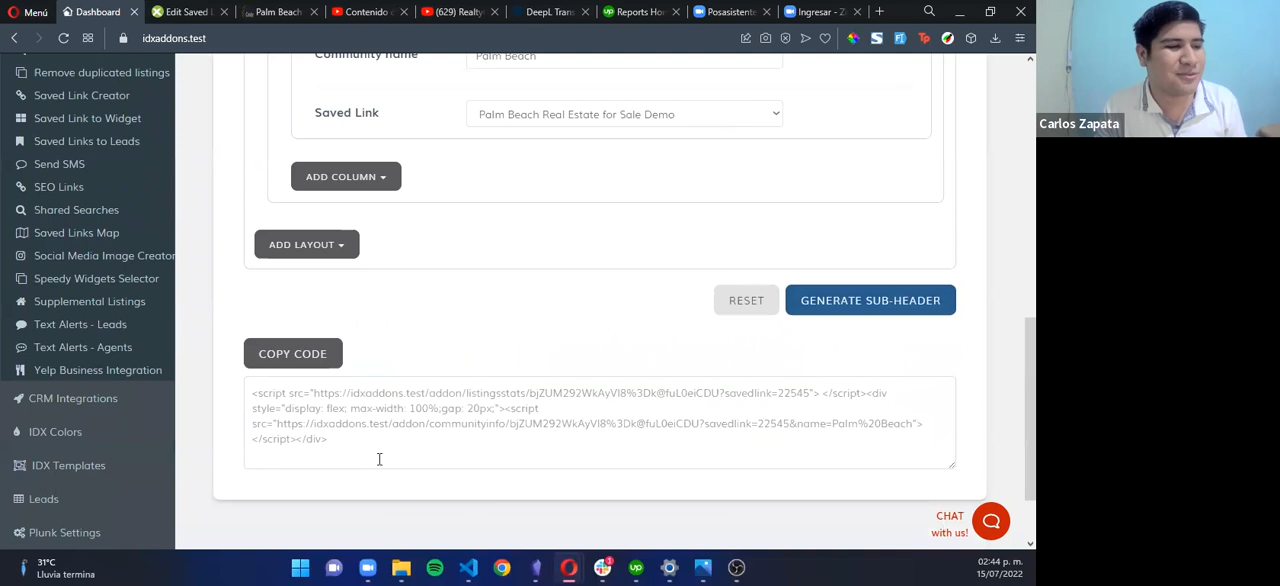 Menú
Dashboard
Edit Saved L
Palm Beach
Contenido c
(629) Realty
DeepL Trans
Reports Hom
Posasistente
Ingresar - Z
idxaddons.test
Remove duplicated listings
Saved Link Creator
Saved Link to Widget
Saved Links to Leads
Send SMS
SEO Links
Shared Searches
Saved Links Map
Social Media Image Creator
Speedy Widgets Selector
Supplemental Listings
Text Alerts - Leads
Text Alerts - Agents
Yelp Business Integration
CRM Integrations
IDX Colors
IDX Templates
Leads
Plunk Settings
Community name
Palm Beach
Saved Link
Palm Beach Real Estate for Sale Demo
ADD COLUMN
ADD LAYOUT
RESET
GENERATE SUB-HEADER
COPY CODE
<script src="https://idxaddons.test/addon/listingsstats/bjZUM292WkAyVI8%3Dk@fuL0eiCDU?savedlink=22545"> </script><div
style="display: flex; max-width: 100%;gap: 20px;"><script
src="https://idxaddons.test/addon/communityinfo/bjZUM292WkAyVI8%3Dk@fuL0eiCDU?savedlink=22545&name=Palm%20Beach">
</script></div>
CHAT
with us!
Carlos Zapata
31°C
Lluvia termina
02:44 p. m.
15/07/2022